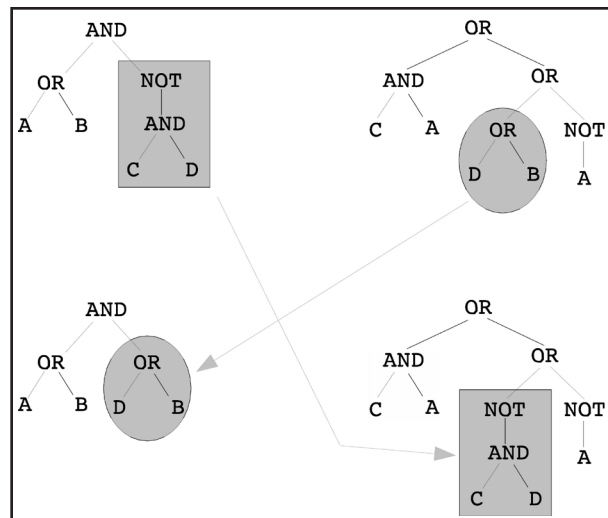 AND
OR NOT
A B AND
C D
OR
AND OR
C A OR NOT
D B A
AND
OR OR
A B D B
OR
AND OR
C A NOT NOT
AND A
C D